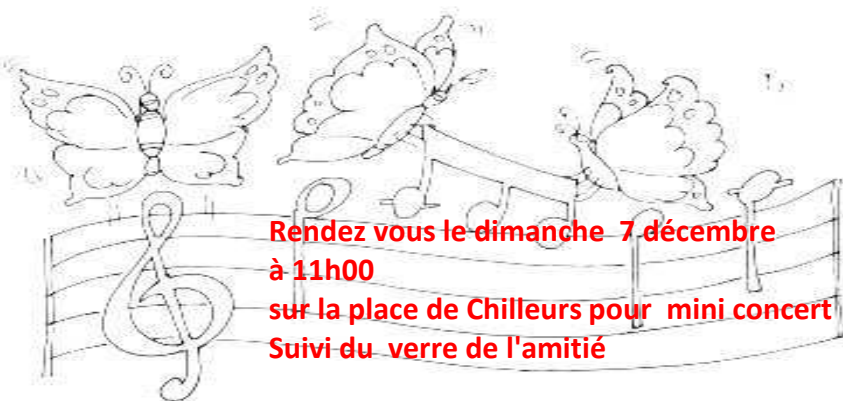 Rendez vous le dimanche 7 décembre
à 11h00
sur la place de Chilleurs pour mini concert
Suivi du verre de l'amitié